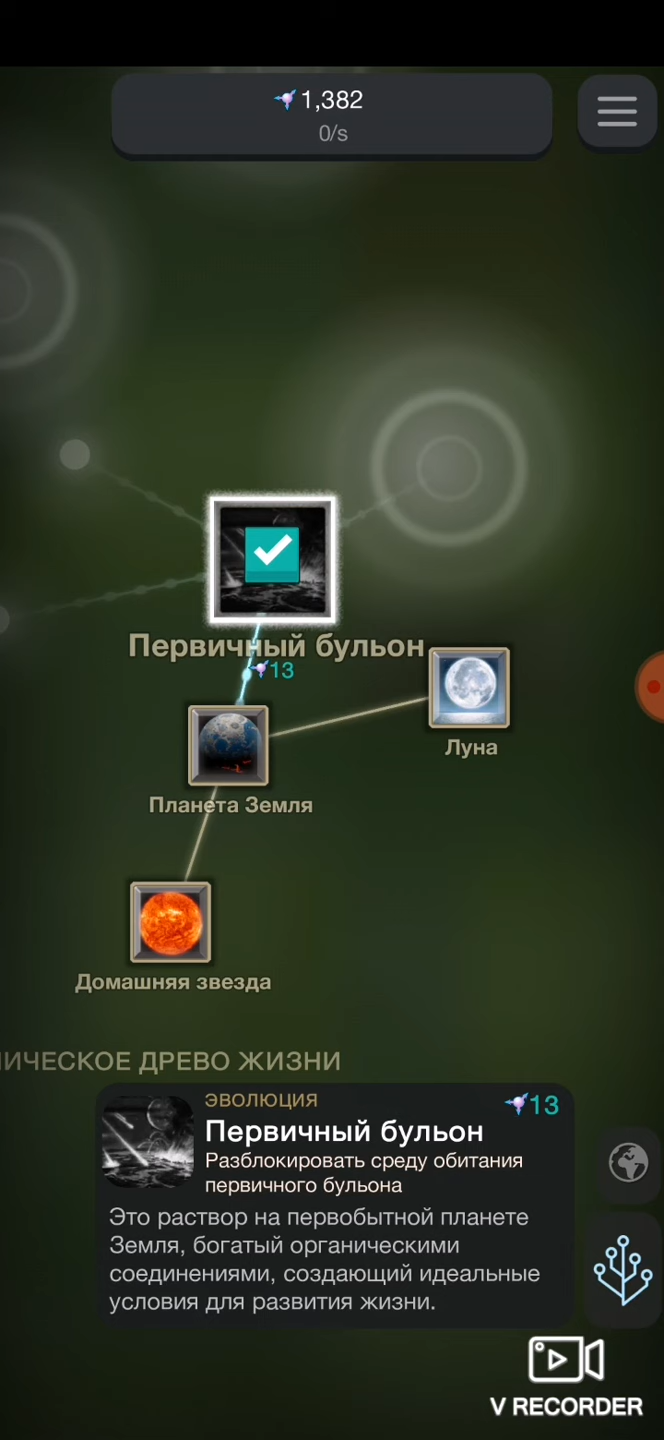 1,382
0/s
Первичный бульон
13
Луна
Планета Земля
Домашняя звезда
ИЧЕСКОЕ ДРЕВО ЖИЗНИ
ЭВОЛЮЦИЯ
13
Первичный бульон
Разблокировать среду обитания
первичного бульона
Это раствор на первобытной планете
Земля, богатый органическими
соединениями, создающий идеальные
условия для развития жизни.
V RECORDER